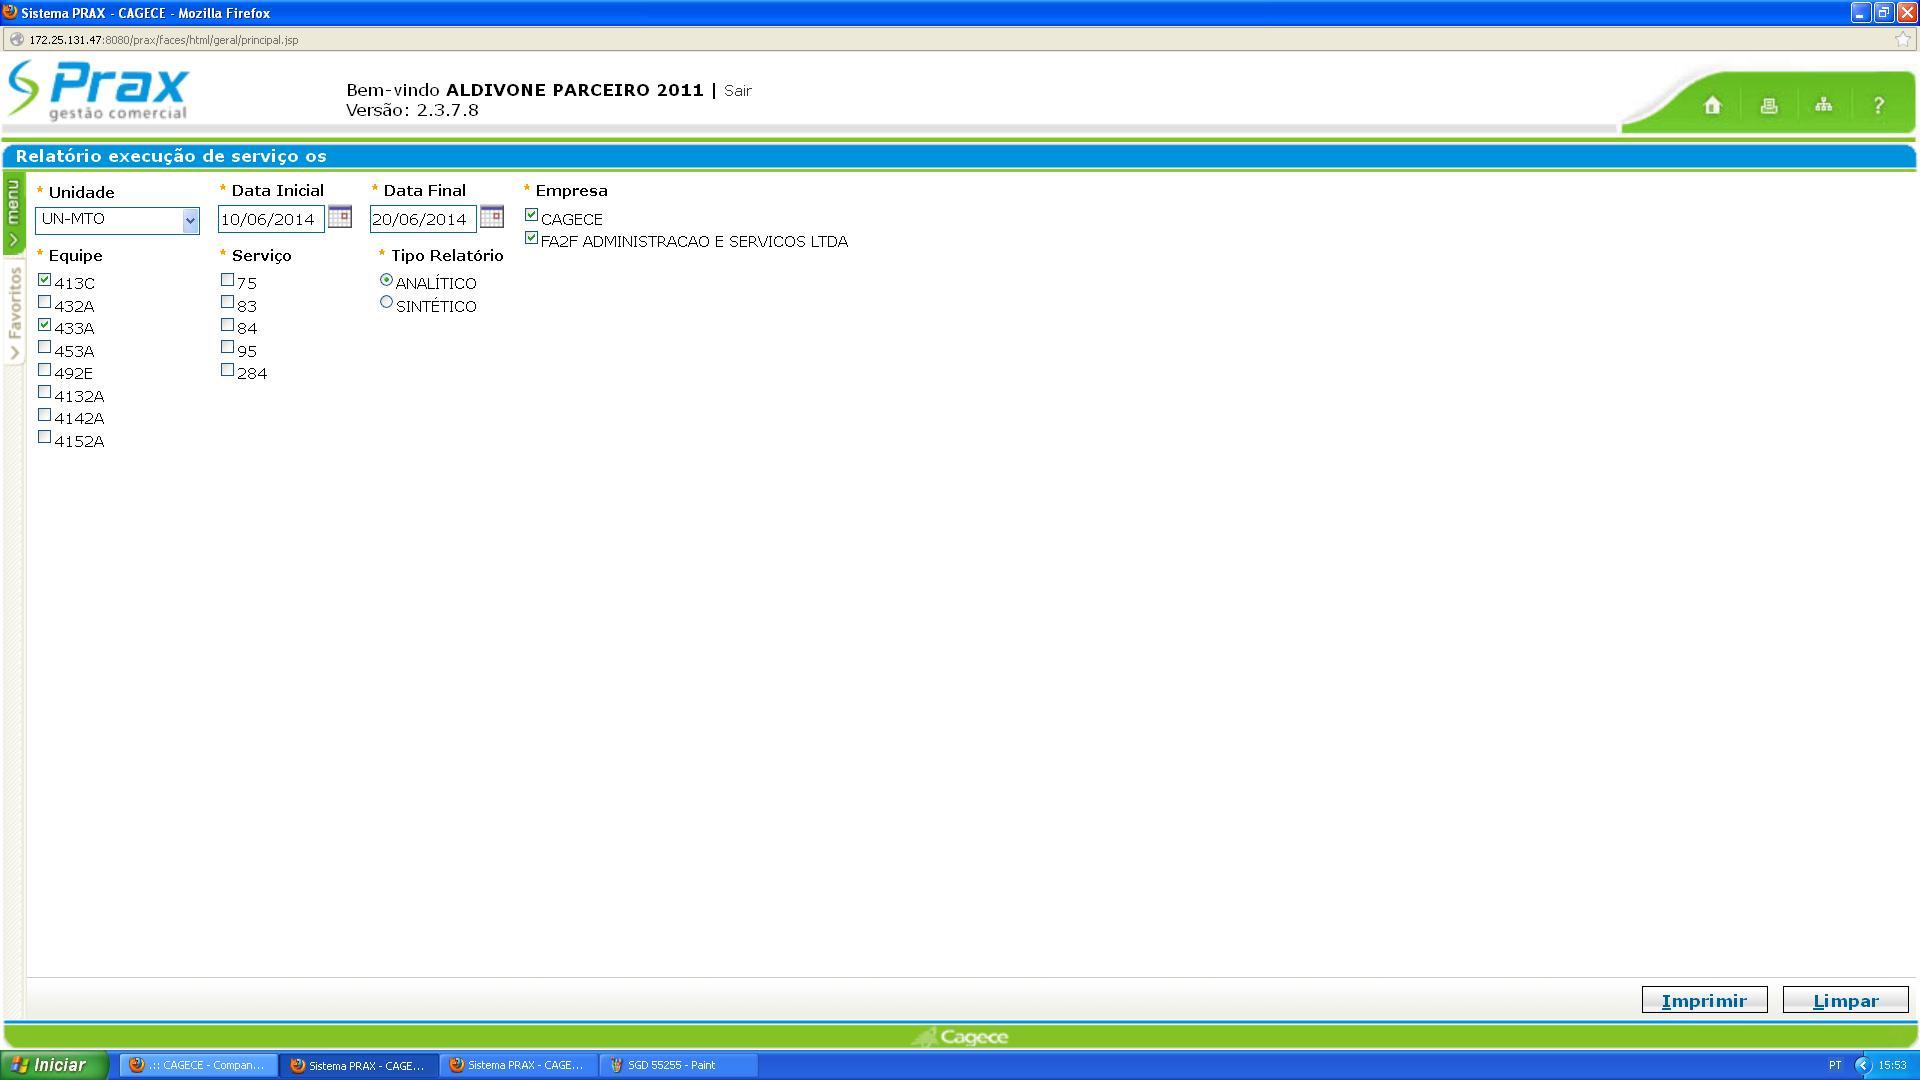 Sistema PRAX - CAGECE - Mozilla Firefox
172.25.131.47:8080/prax/faces/html/geral/principal.jsp
Prax
gestão comercial
Bem-vindo ALDIVONE PARCEIRO 2011 | Sair
Versão: 2.3.7.8
?
Relatório execução de serviço os
menu
Favoritos
* Unidade
UN-MTO
* Data Inicial
10/06/2014
* Data Final
20/06/2014
* Empresa
CAGECE
FA2F ADMINISTRACAO E SERVICOS LTDA
* Equipe
413C
432A
433A
453A
492E
4132A
4142A
4152A
* Serviço
75
83
84
95
284
* Tipo Relatório
ANALÍTICO
SINTÉTICO
Imprimir
Limpar
Cagece
Iniciar
.:: CAGECE - Compan...
Sistema PRAX - CAGE...
Sistema PRAX - CAGE...
SGD 55255 - Paint
PT
15:53